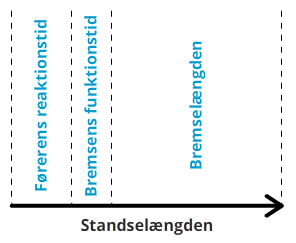 Førerens reaktionstid
Bremsens funktionstid
Bremselængden
Standselængden